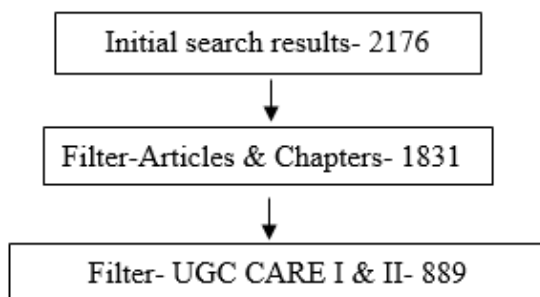 Initial search results- 2176
Filter-Articles & Chapters- 1831
Filter- UGC CARE I & II- 889